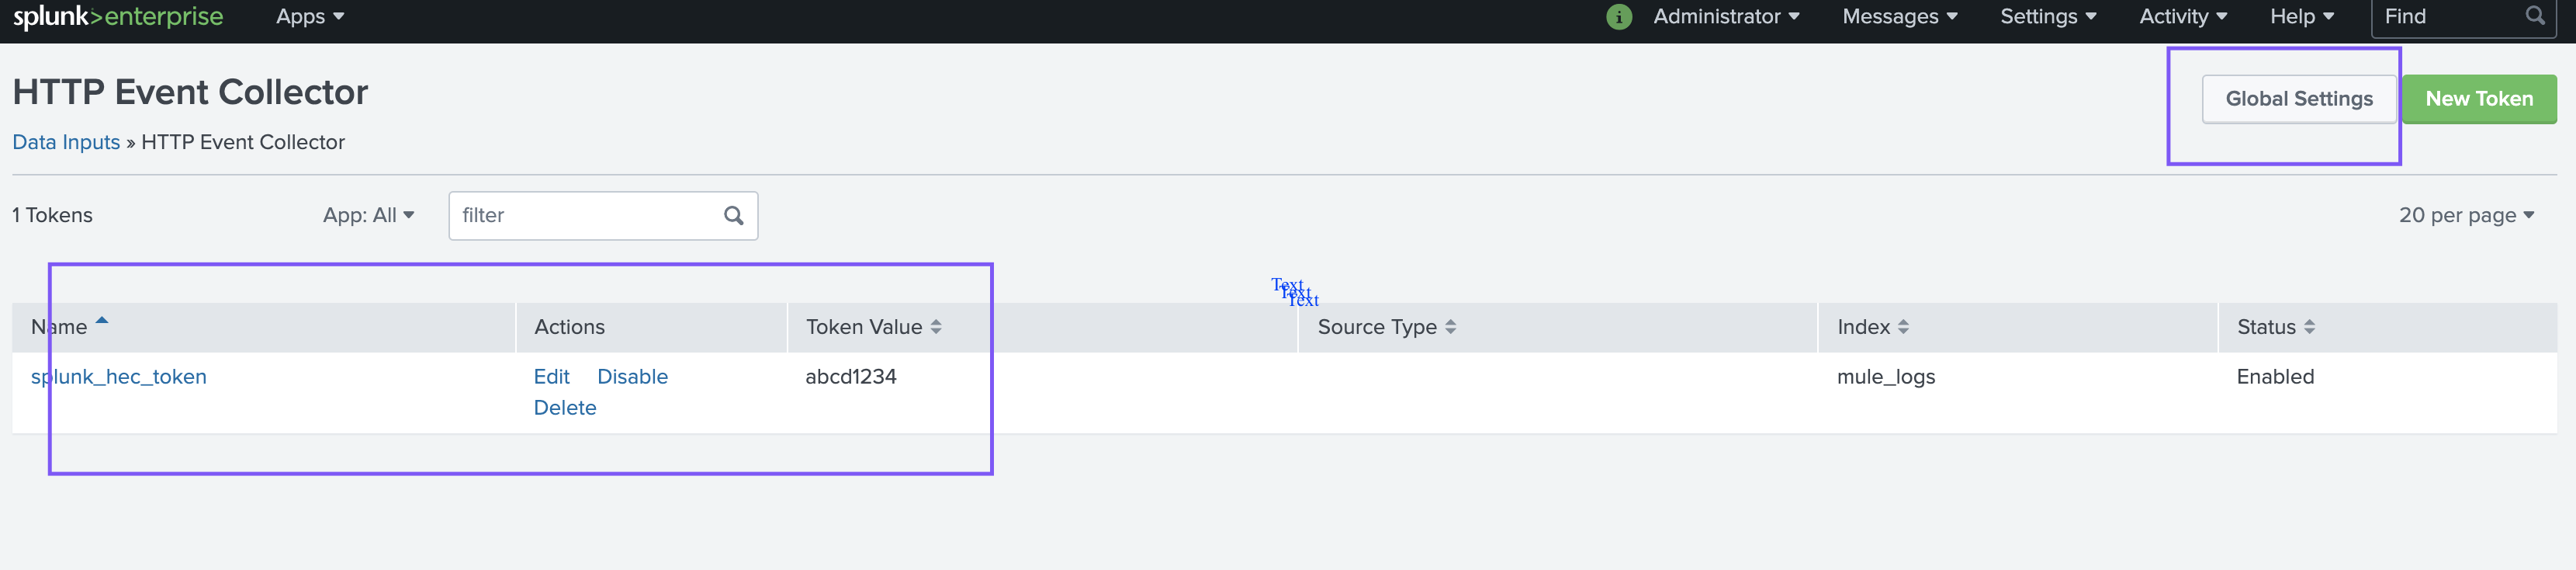 splunk>enterprise Apps Administrator Messages Settings Activity Help Find
HTTP Event Collector
Global Settings New Token
Data Inputs » HTTP Event Collector
1 Tokens App: All filter 20 per page
Text
Text
Text
Name Actions Token Value Source Type Index Status
splunk_hec_token Edit Disable abcd1234 mule_logs Enabled
Delete